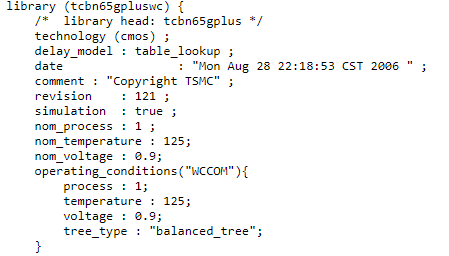 library (tcbn65gpluswc) {
/* library head: tcbn65gplus */
technology (cmos) ;
delay_model : table_lookup ;
date : "Mon Aug 28 22:18:53 CST 2006 " ;
comment : "Copyright TSMC" ;
revision : 121 ;
simulation : true ;
nom_process : 1 ;
nom_temperature : 125;
nom_voltage : 0.9;
operating_conditions("WCCOM"){
process : 1;
temperature : 125;
voltage : 0.9;
tree_type : "balanced_tree";
}